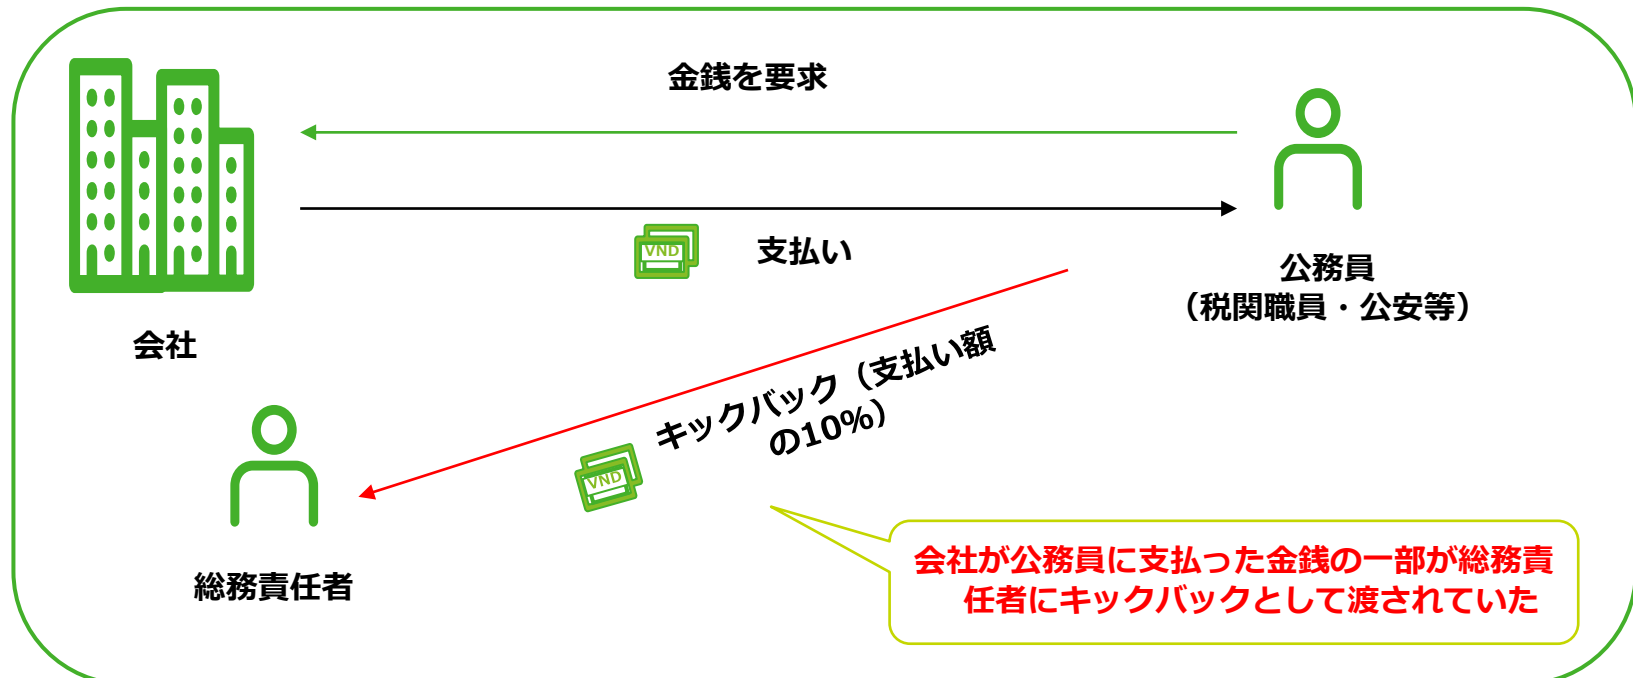 金銭を要求
VND
支払い
公務員
（税関職員・公安等）
会社
キックバック（支払い額
の10%）
VND
会社が公務員に支払った金銭の一部が総務責
任者にキックバックとして渡されていた
総務責任者